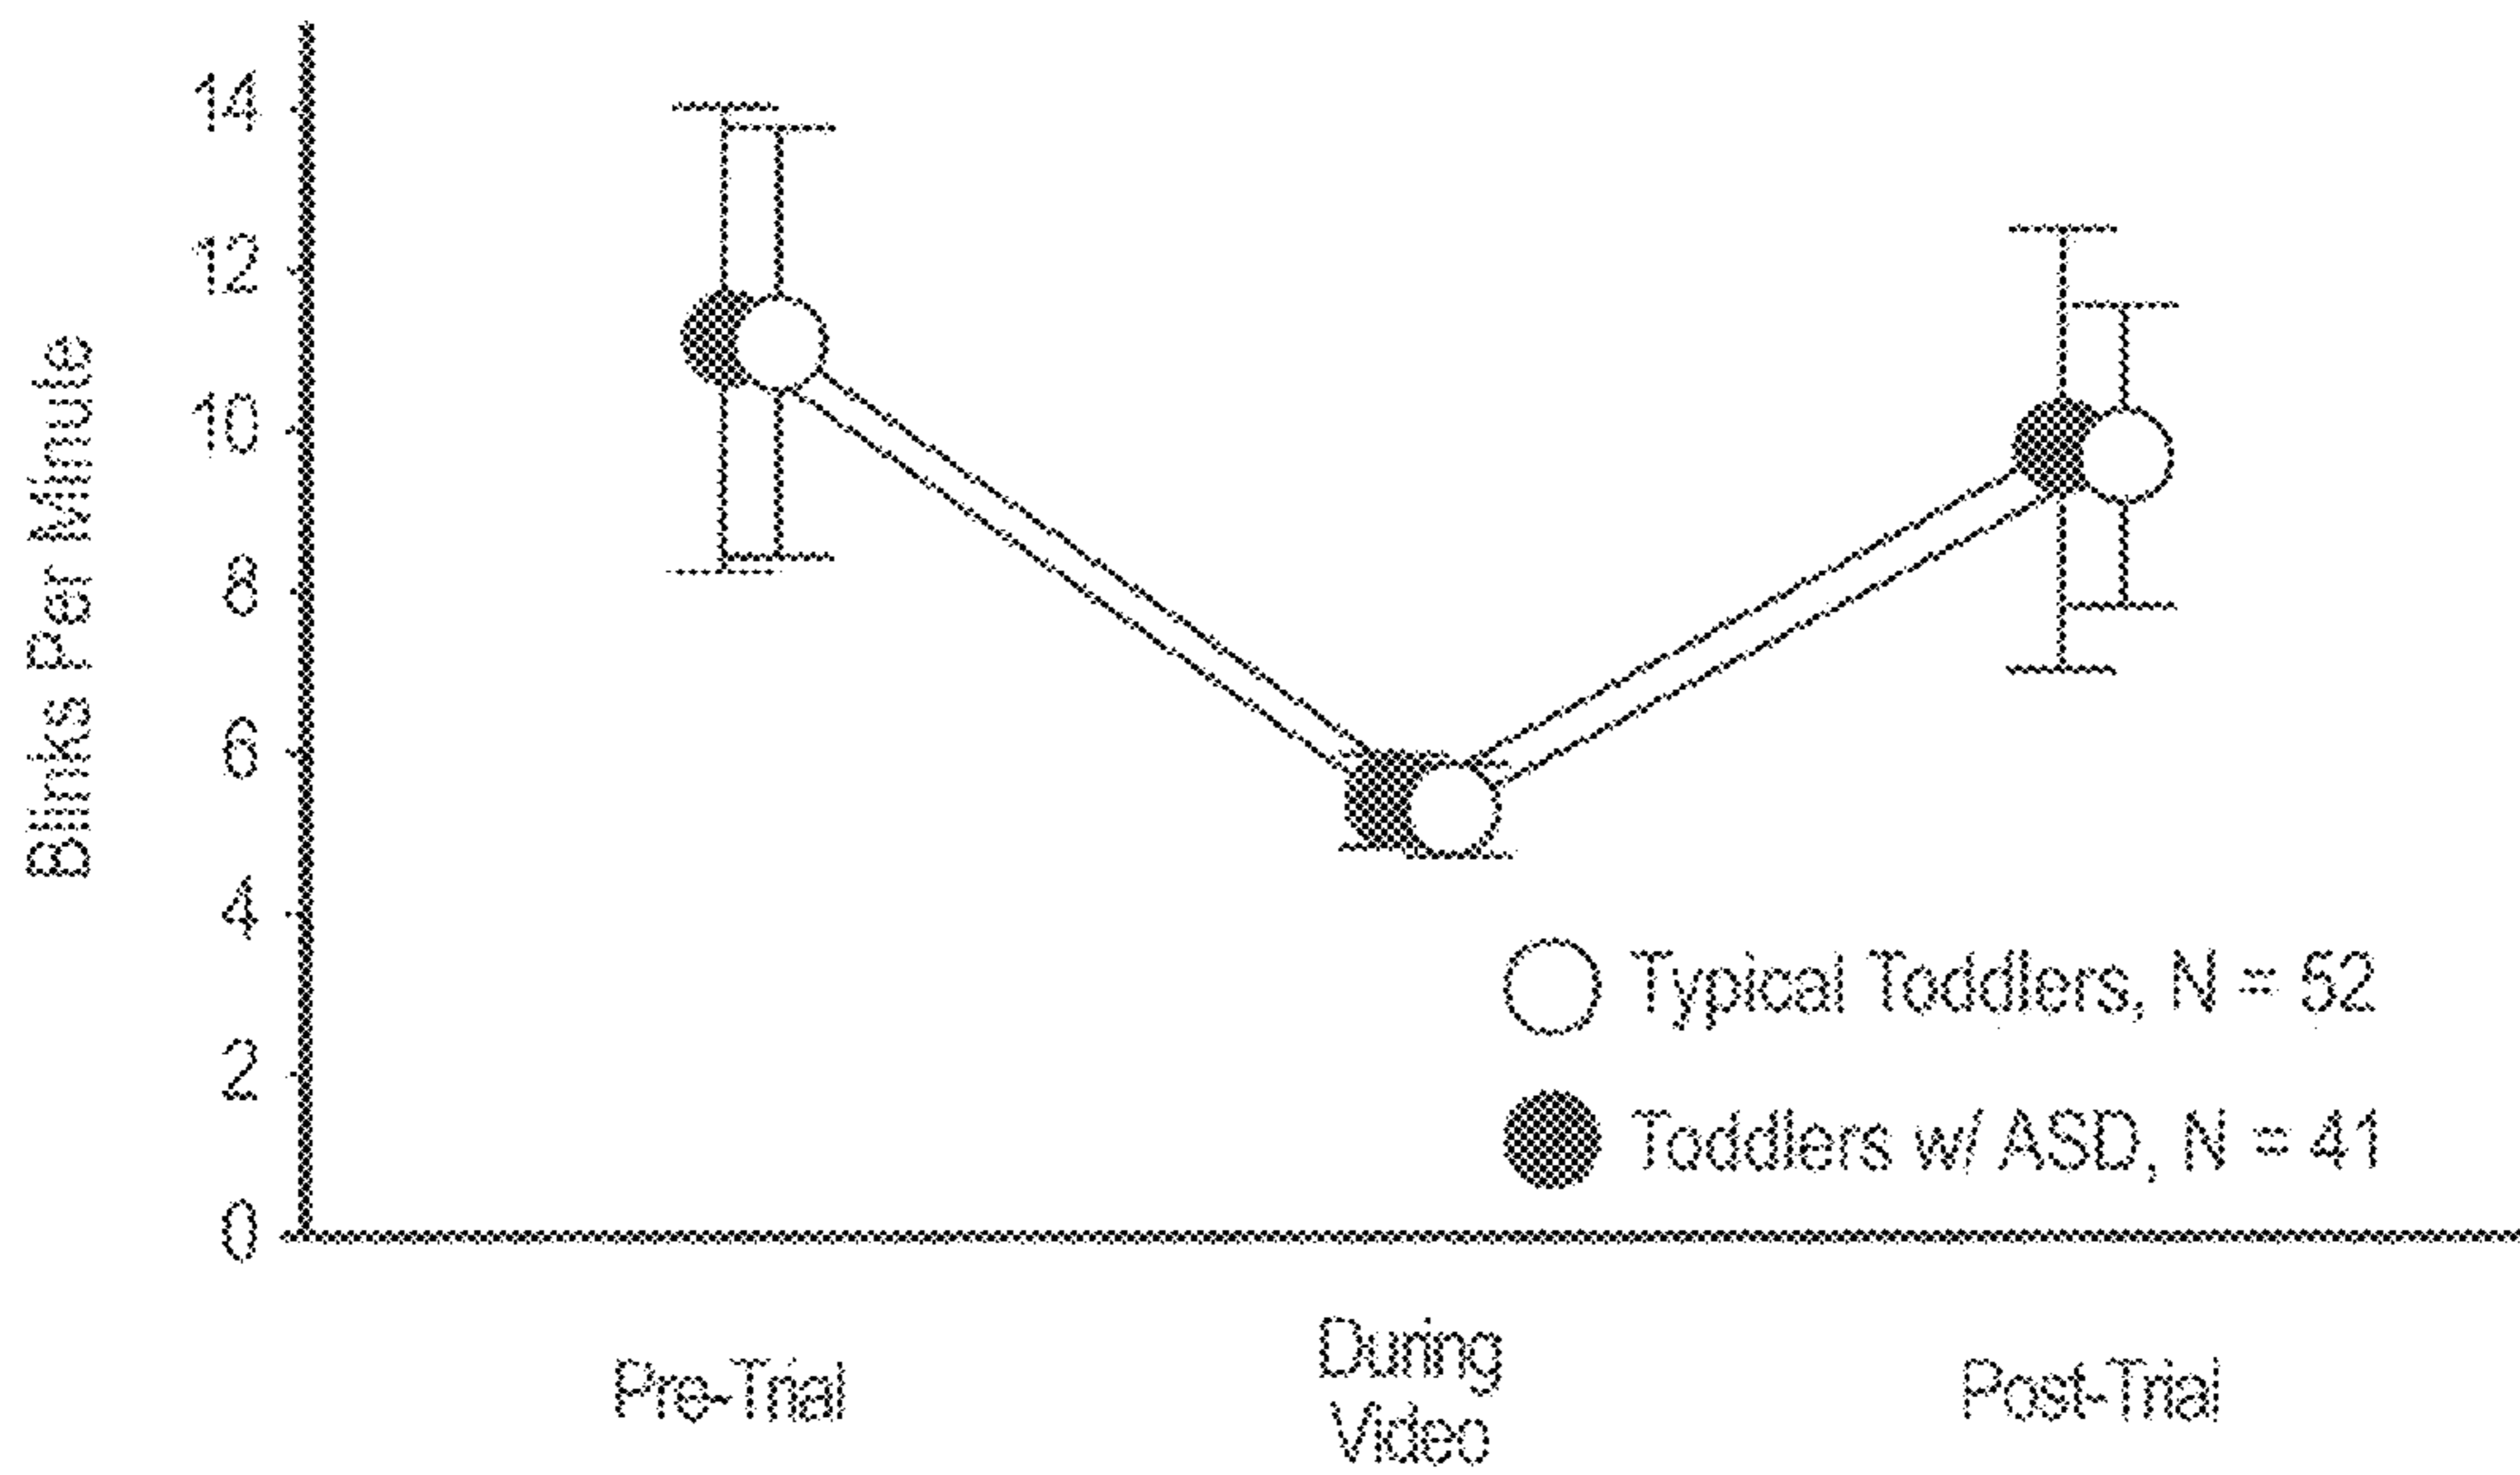 Blinks Per Minute
14
12
10
8
6
4
2
0
Typical Toddlers, N = 52
Toddlers w/ ASD, N = 41
Pre-Trial
During
Video
Post-Trial